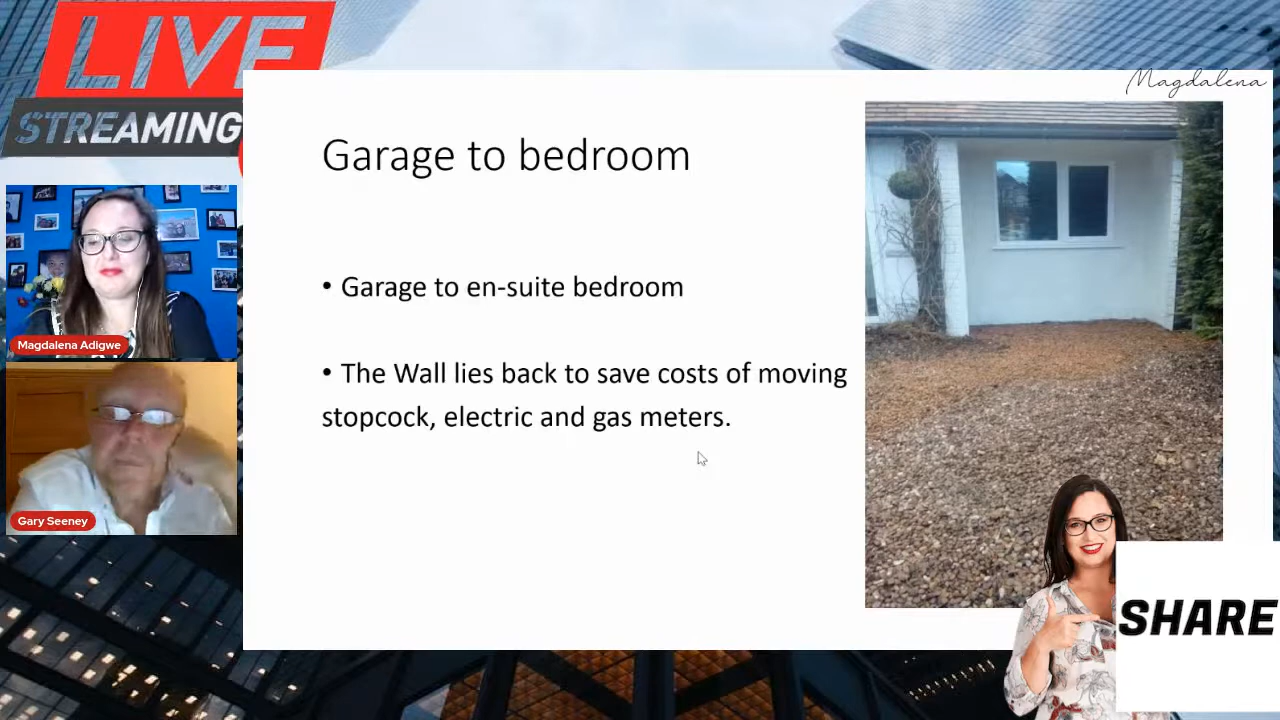 LIVE
STREAMING
Magdalena
Garage to bedroom
• Garage to en-suite bedroom
• The Wall lies back to save costs of moving
stopcock, electric and gas meters.
Magdalena Adigwe
Gary Seeney
SHARE